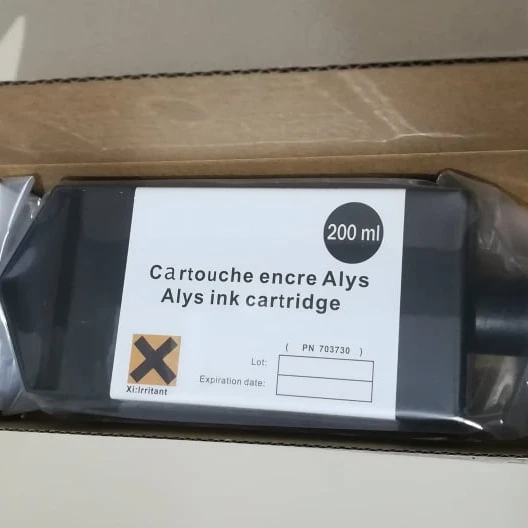 200 ml
Cartouche encre Alys
Alys ink cartridge
( PN 703730 )
Lot:
Expiration date:
Xi:Irritant